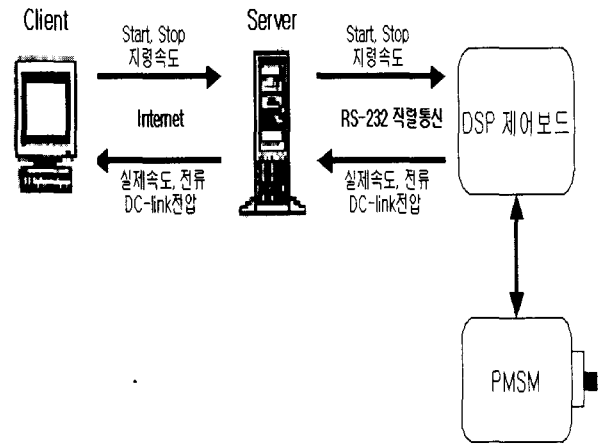 Client
Server
Start, Stop
지령속도
Start, Stop
지령속도
Internet
RS-232 직렬통신
DSP 제어보드
실제속도, 전류
DC-link전압
실제속도, 전류
DC-link전압
PMSM